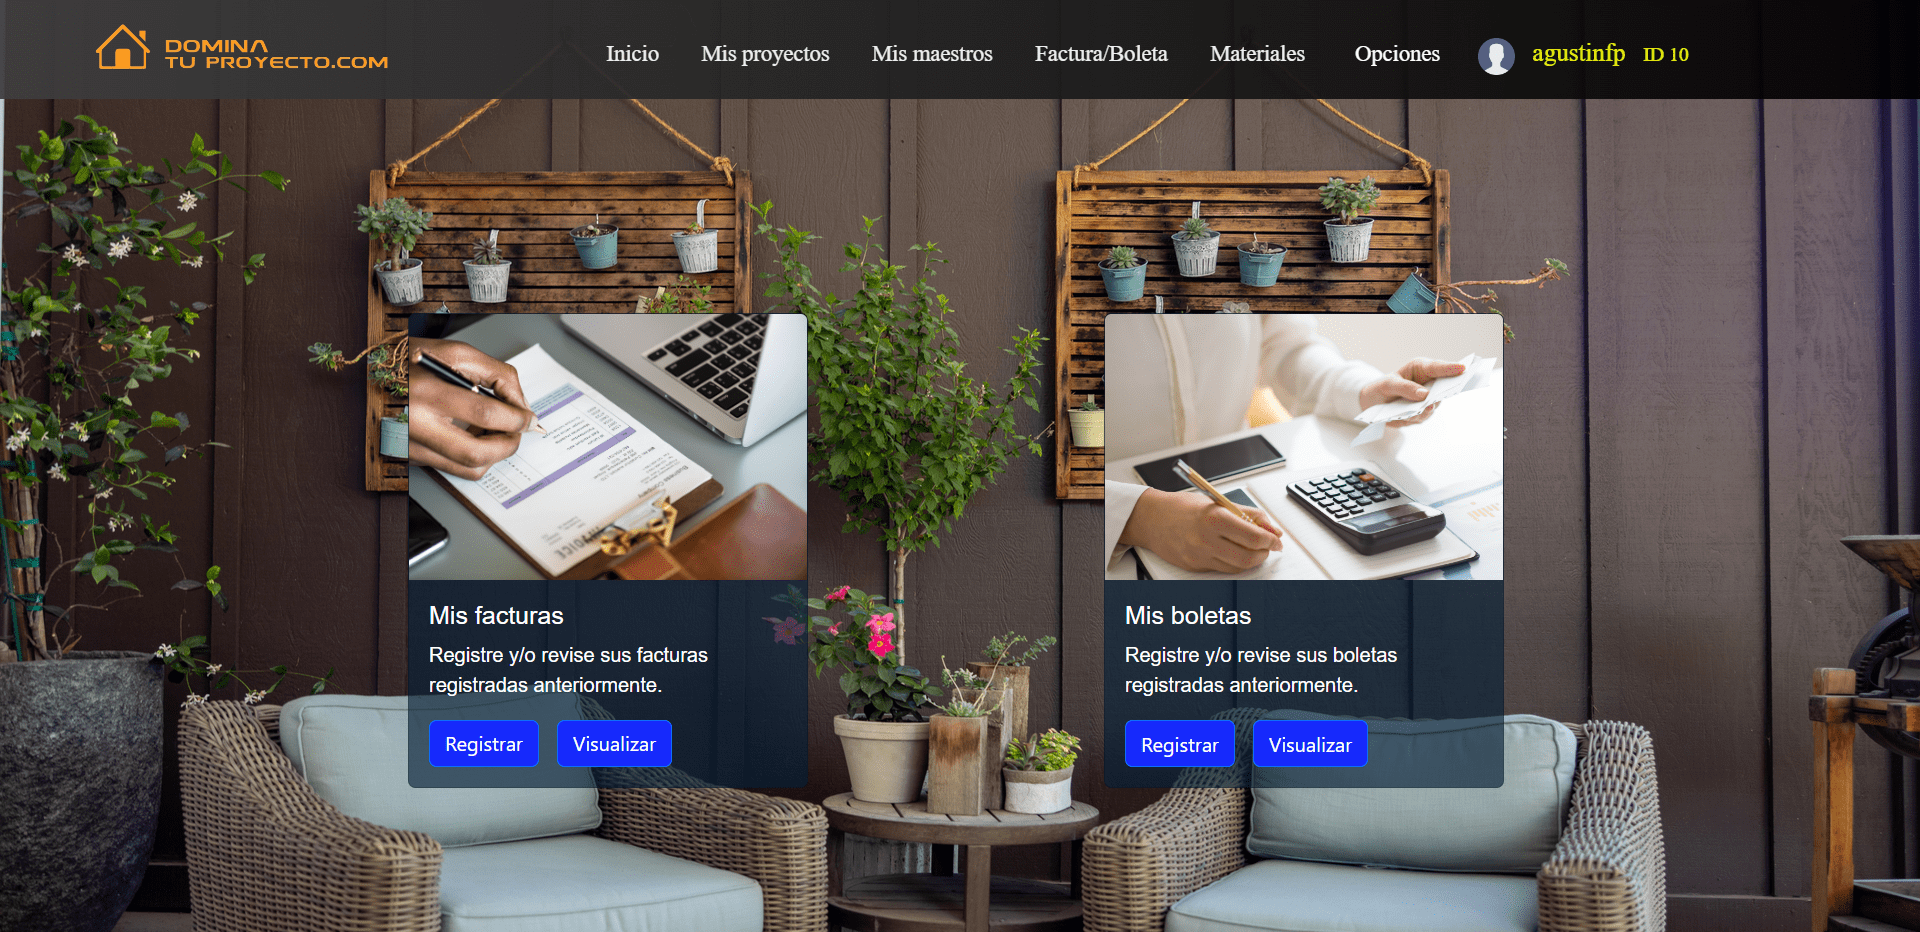 DOMINA
TU PROYECTO.COM
Inicio
Mis proyectos
Mis maestros
Factura/Boleta
Materiales
Opciones
agustinfp
ID 10
INVOICE
Mis facturas
Registre y/o revise sus facturas
registradas anteriormente.
Registrar
Visualizar
Mis boletas
Registre y/o revise sus boletas
registradas anteriormente.
Registrar
Visualizar